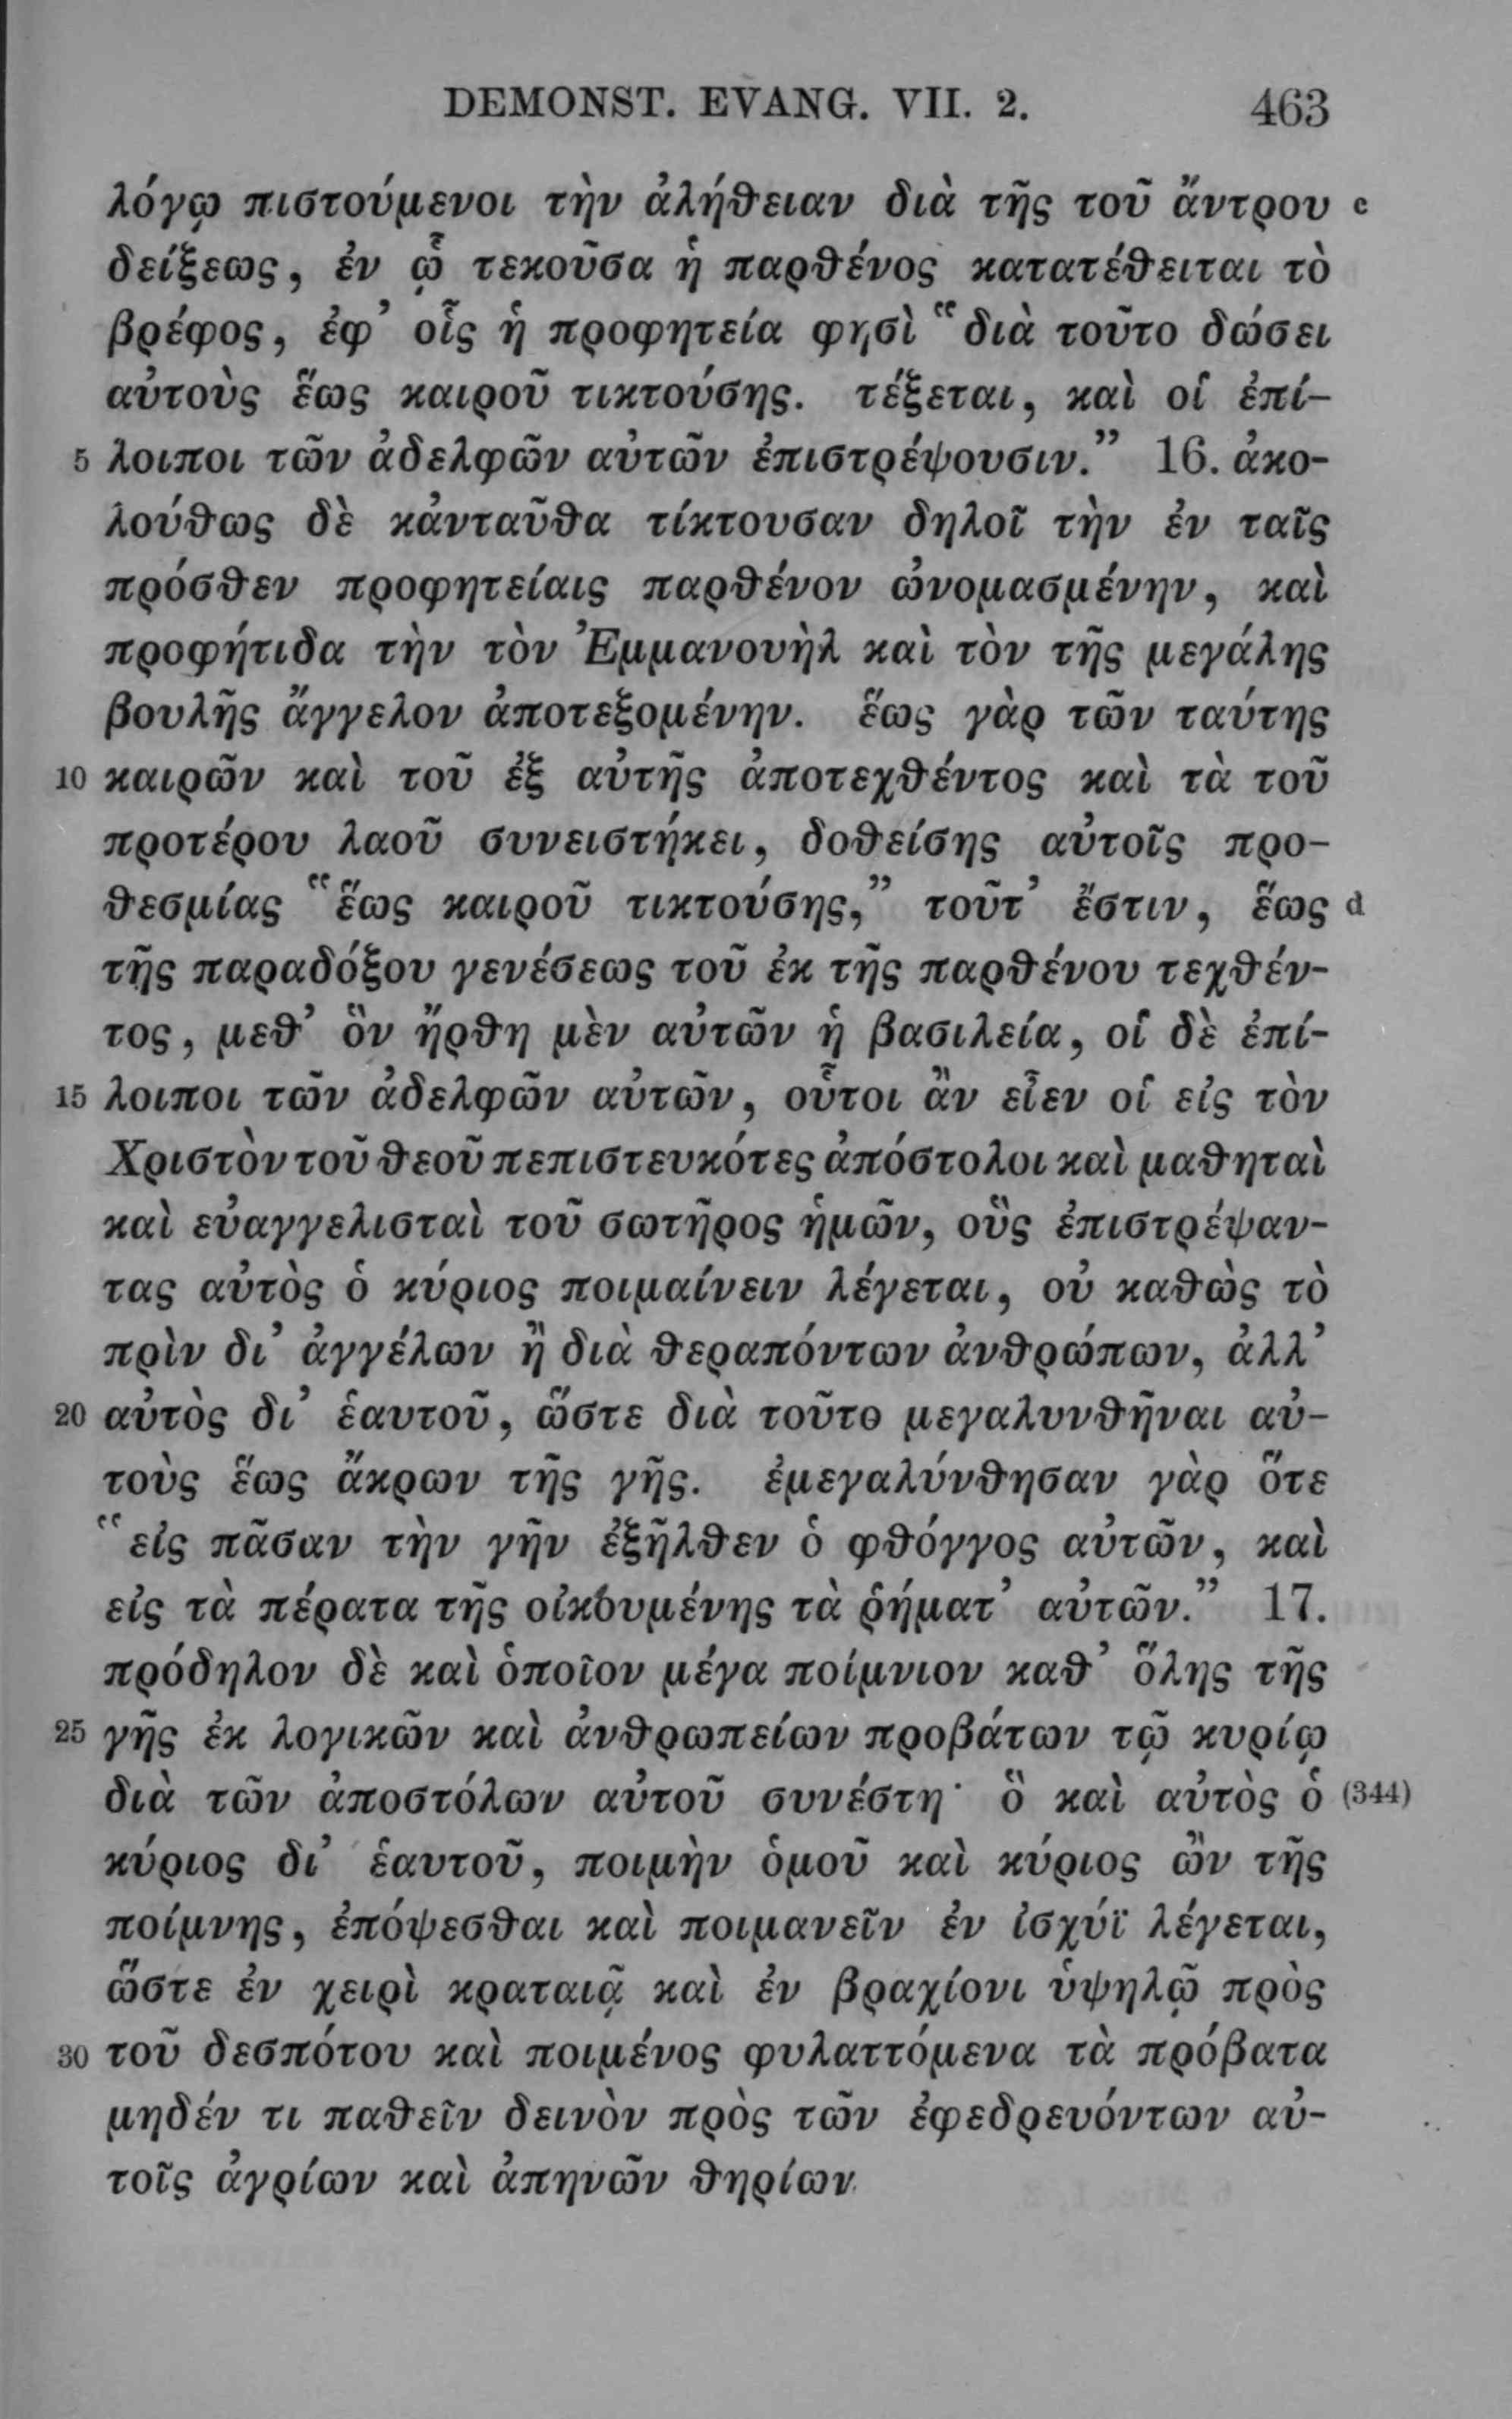 DEMONST. EVANG. VII. 2. 463
λόγῳ πιστούμενοι τὴν ἀλήθειαν διὰ τῆς τοῦ ἄντρου c
δείξεως, ἐν ᾧ τεκοῦσα ἡ παρθένος κατατέθειται τὸ
βρέφος, ἐφ᾽ οἷς ἡ προφητεία φησὶ “διὰ τοῦτο δώσει
αὐτοὺς ἕως καιροῦ τικτούσης. τέξεται, καὶ οἱ ἐπί-
5 λοιποι τῶν ἀδελφῶν αὐτῶν ἐπιστρέψουσιν.” 16. ἀκο-
λούθως δὲ κἀνταῦθα τίκτουσαν δηλοῖ τὴν ἐν ταῖς
πρόσθεν προφητείαις παρθένον ὠνομασμένην, καὶ
προφήτιδα τὴν τὸν Ἐμμανουὴλ καὶ τὸν τῆς μεγάλης
βουλῆς ἄγγελον ἀποτεξομένην. ἕως γὰρ τῶν ταύτης
10 καιρῶν καὶ τοῦ ἐξ αὐτῆς ἀποτεχθέντος καὶ τὰ τοῦ
προτέρου λαοῦ συνειστήκει, δοθείσης αὐτοῖς προ-
θεσμίας “ἕως καιροῦ τικτούσης,” τοῦτ᾽ ἔστιν, ἕως d
τῆς παραδόξου γενέσεως τοῦ ἐκ τῆς παρθένου τεχθέν-
τος, μεθ᾽ ὃν ἤρθη μὲν αὐτῶν ἡ βασιλεία, οἱ δὲ ἐπί-
15 λοιποι τῶν ἀδελφῶν αὐτῶν, οὗτοι ἂν εἶεν οἱ εἰς τὸν
Χριστὸν τοῦ θεοῦ πεπιστευκότες ἀπόστολοι καὶ μαθηταὶ
καὶ εὐαγγελισταὶ τοῦ σωτῆρος ἡμῶν, οὓς ἐπιστρέψαν-
τας αὐτὸς ὁ κύριος ποιμαίνειν λέγεται, οὐ καθὼς τὸ
πρὶν δι᾽ ἀγγέλων ἢ διὰ θεραπόντων ἀνθρώπων, ἀλλ᾽
20 αὐτὸς δι᾽ ἑαυτοῦ, ὥστε διὰ τοῦτο μεγαλυνθῆναι αὐ-
τοὺς ἕως ἄκρων τῆς γῆς. ἐμεγαλύνθησαν γὰρ ὅτε
“εἰς πᾶσαν τὴν γῆν ἐξῆλθεν ὁ φθόγγος αὐτῶν, καὶ
εἰς τὰ πέρατα τῆς οἰκουμένης τὰ ῥήματ᾽ αὐτῶν.” 17.
πρόδηλον δὲ καὶ ὁποῖον μέγα ποίμνιον καθ᾽ ὅλης τῆς
25 γῆς ἐκ λογικῶν καὶ ἀνθρωπείων προβάτων τῷ κυρίῳ
διὰ τῶν ἀποστόλων αὐτοῦ συνέστη· ὃ καὶ αὐτὸς ὁ (344)
κύριος δι᾽ ἑαυτοῦ, ποιμὴν ὁμοῦ καὶ κύριος ὢν τῆς
ποίμνης, ἐπόψεσθαι καὶ ποιμανεῖν ἐν ἰσχύϊ λέγεται,
ὥστε ἐν χειρὶ κραταιᾷ καὶ ἐν βραχίονι ὑψηλῷ πρὸς
30 τοῦ δεσπότου καὶ ποιμένος φυλαττόμενα τὰ πρόβατα
μηδέν τι παθεῖν δεινὸν πρὸς τῶν ἐφεδρευόντων αὐ-
τοῖς ἀγρίων καὶ ἀπηνῶν θηρίων.